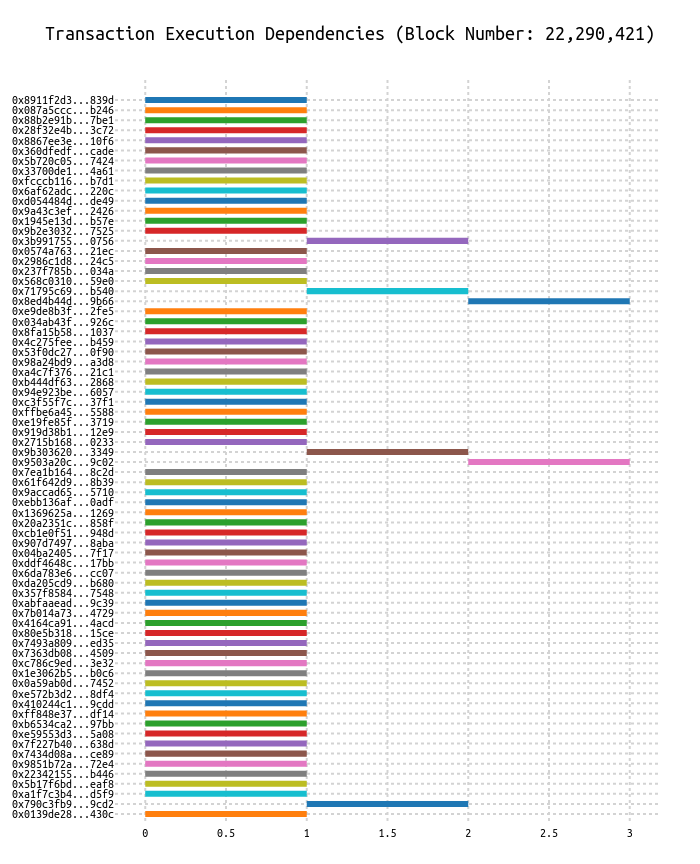 Transaction Execution Dependencies (Block Number: 22,290,421)
0x8911f2d3...839d
0x087a5ccc...b246
0x88b2e91b...7be1
0x28f32e4b...3c72
0x8867ee3e...10f6
0x360dfedf...cade
0x5b720c05...7424
0x33700de1...4a61
0xfcccb116...b7d1
0x6af62adc...220c
0xd054484d...de49
0x9a43c3ef...2426
0x1945e13d...b57e
0x9b2e3032...7525
0x3b991755...0756
0x0574a763...21ec
0x2986c1d8...24c5
0x237f785b...034a
0x568c0310...59e0
0x71795c69...b540
0x8ed4b44d...9b66
0xe9de8b3f...2fe5
0x034ab43f...926c
0x8fa15b58...1037
0x4c275fee...b459
0x53f0dc27...0f90
0x98a24bd9...a3d8
0xa4c7f376...21c1
0xb444df63...2868
0x94e923be...6057
0xc3f55f7c...37f1
0xffbe6a45...5588
0xe19fe85f...3719
0x919d38b1...12e9
0x2715b168...0233
0x9b303620...3349
0x9503a20c...9c02
0x7ea1b164...8c2d
0x61f642d9...8b39
0x9accad65...5710
0xebb136af...0adf
0x1369625a...1269
0x20a2351c...858f
0xcb1e0f51...948d
0x907d7497...8aba
0x04ba2405...7f17
0xddf4648c...17bb
0x6da783e6...cc07
0xda205cd9...b680
0x357f8584...7548
0xabfaaead...9c39
0x7b014a73...4729
0x4164ca91...4acd
0x80e5b318...15ce
0x7493a809...ed35
0x7363db08...4509
0xc786c9ed...3e32
0x1e3062b5...b0c6
0x0a59ab0d...7452
0xe572b3d2...8df4
0x410244c1...9cdd
0xff848e37...df14
0xb6534ca2...97bb
0xe59553d3...5a08
0x7f227b40...638d
0x7434d08a...ce89
0x9851b72a...72e4
0x22342155...b446
0x5b17f6bd...eaf8
0xa1f7c3b4...d5f9
0x790c3fb9...9cd2
0x0139de28...430c
0 0.5 1 1.5 2 2.5 3